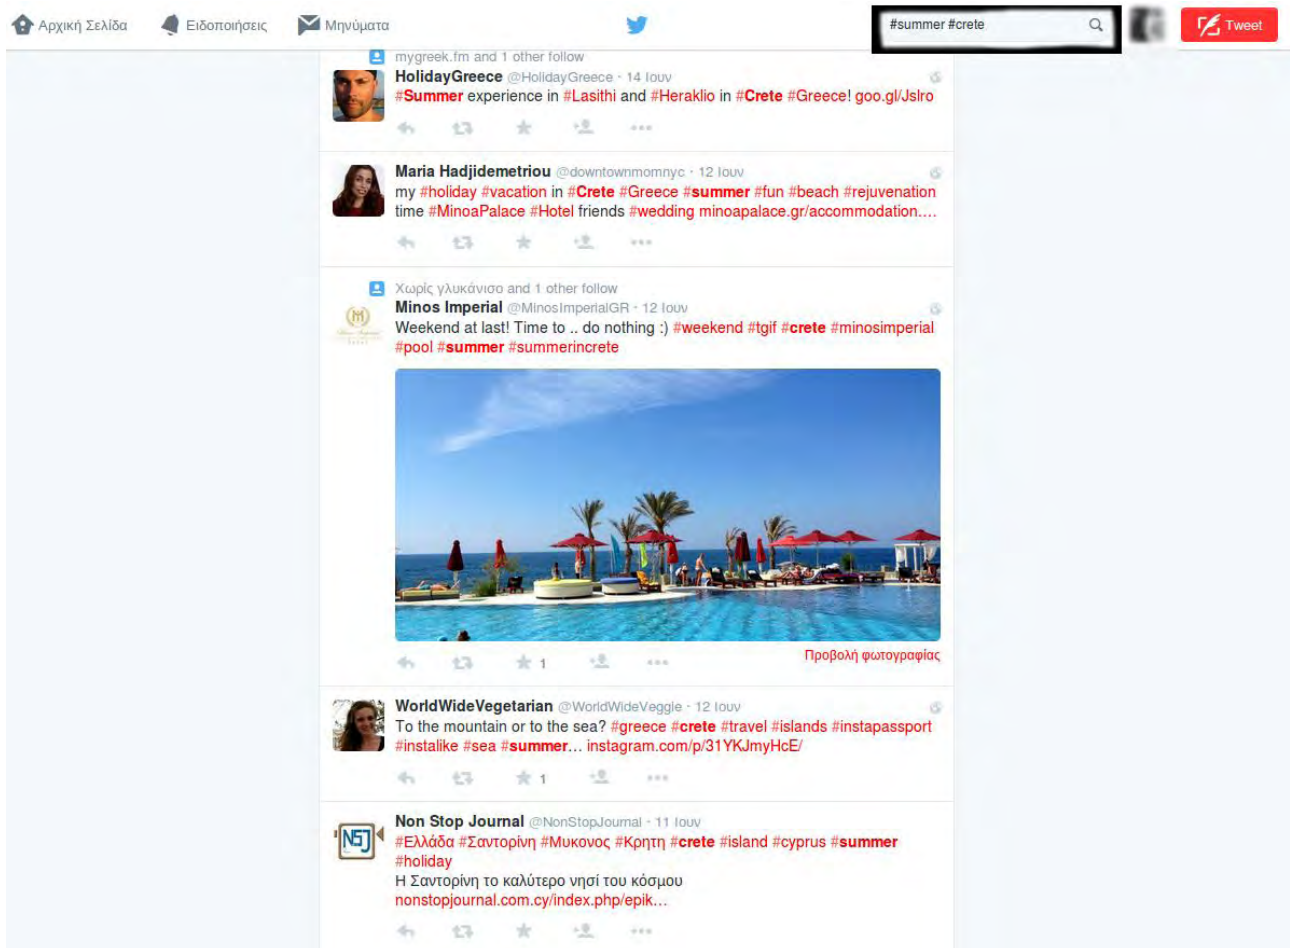 Αρχική Σελίδα Ειδοποιήσεις Μηνύματα #summer #crete Tweet
mygreek.fm and 1 other follow
HolidayGreece @HolidayGreece · 14 Ιουν
#Summer experience in #Lasithi and #Heraklio in #Crete #Greece! goo.gl/Jslro
Maria Hadjidemetriou @downtownmomnyc · 12 Ιουν
my #holiday #vacation in #Crete #Greece #summer #fun #beach #rejuvenation
time #MinoaPalace #Hotel friends #wedding minoapalace.gr/accommodation....
Χωρίς γλυκάνισο and 1 other follow
Minos Imperial @MinosImperialGR · 12 Ιουν
Weekend at last! Time to .. do nothing :) #weekend #tgif #crete #minosimperial
#pool #summer #summerincrete
1
Προβολή φωτογραφίας
WorldWideVegetarian @WorldWideVeggie · 12 Ιουν
To the mountain or to the sea? #greece #crete #travel #islands #instapassport
#instalike #sea #summer... instagram.com/p/31YKJmyHcE/
1
NSJ
Non Stop Journal @NonStopJournal · 11 Ιουν
#Ελλάδα #Σαντορίνη #Μυκονος #Κρητη #crete #island #cyprus #summer
#holiday
Η Σαντορίνη το καλύτερο νησί του κόσμου
nonstopjournal.com.cy/index.php/epik...